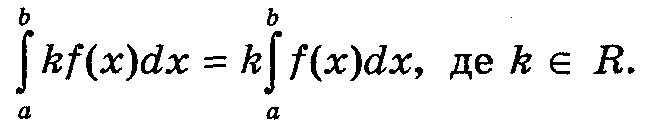 ∫_a^b kf(x)dx = k∫_a^b f(x)dx, де k ∈ R.